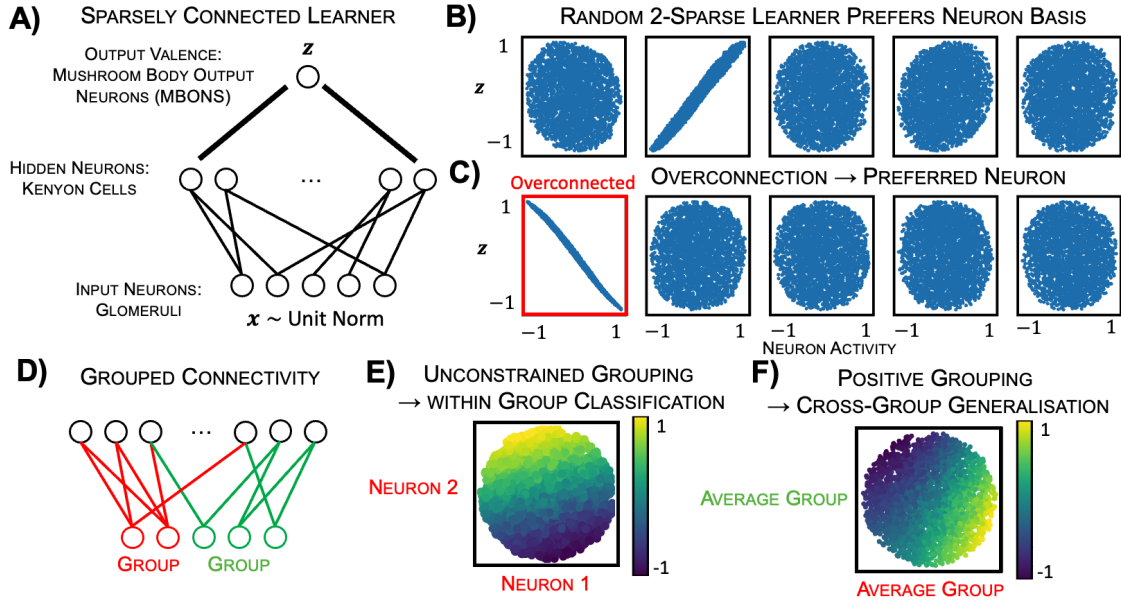 A)
SPARSELY CONNECTED LEARNER
OUTPUT VALENCE:
MUSHROOM BODY OUTPUT
NEURONS (MBONS)
z
HIDDEN NEURONS:
KENYON CELLS
...
INPUT NEURONS:
GLOMERULI
x ~ Unit Norm
B)
RANDOM 2-SPARSE LEARNER PREFERS NEURON BASIS
1
z
−1
C)
Overconnected
OVERCONNECTION → PREFERRED NEURON
1
z
−1
−1 1 −1 1 −1 1 −1 1 −1 1
NEURON ACTIVITY
D)
GROUPED CONNECTIVITY
...
GROUP GROUP
E)
UNCONSTRAINED GROUPING
→ WITHIN GROUP CLASSIFICATION
1
NEURON 2
-1
NEURON 1
F)
POSITIVE GROUPING
→ CROSS-GROUP GENERALISATION
1
AVERAGE GROUP
-1
AVERAGE GROUP